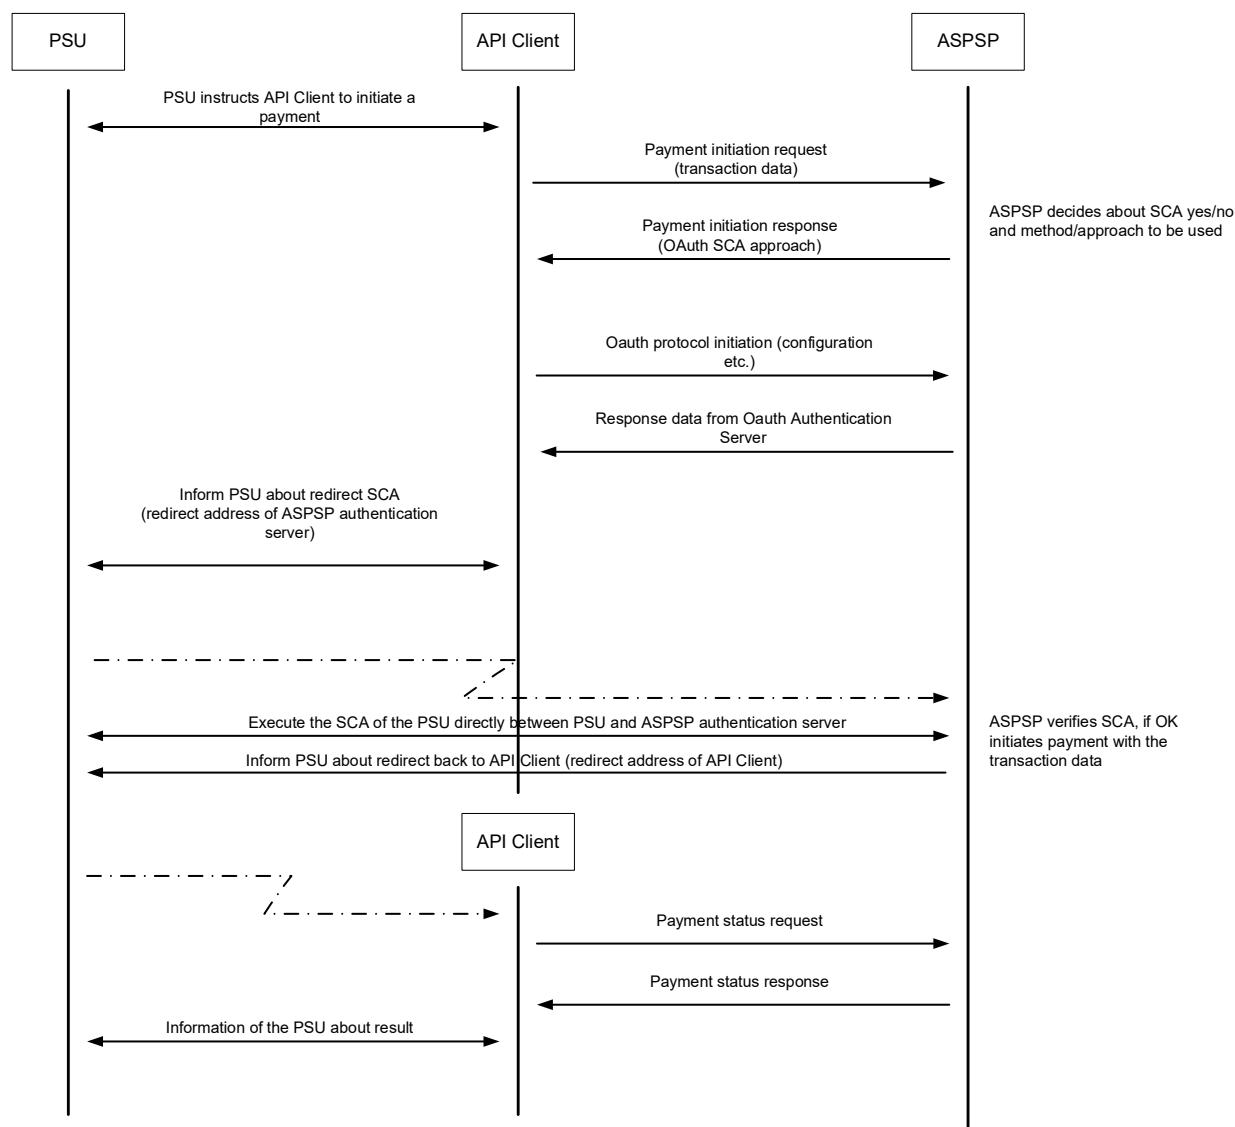 PSU
API Client
ASPSP
PSU instructs API Client to initiate a
payment
Payment initiation request
(transaction data)
ASPSP decides about SCA yes/no
and method/approach to be used
Payment initiation response
(OAuth SCA approach)
Oauth protocol initiation (configuration
etc.)
Response data from Oauth Authentication
Server
Inform PSU about redirect SCA
(redirect address of ASPSP authentication
server)
Execute the SCA of the PSU directly between PSU and ASPSP authentication server
ASPSP verifies SCA, if OK
initiates payment with the
transaction data
Inform PSU about redirect back to API Client (redirect address of API Client)
API Client
Payment status request
Payment status response
Information of the PSU about result